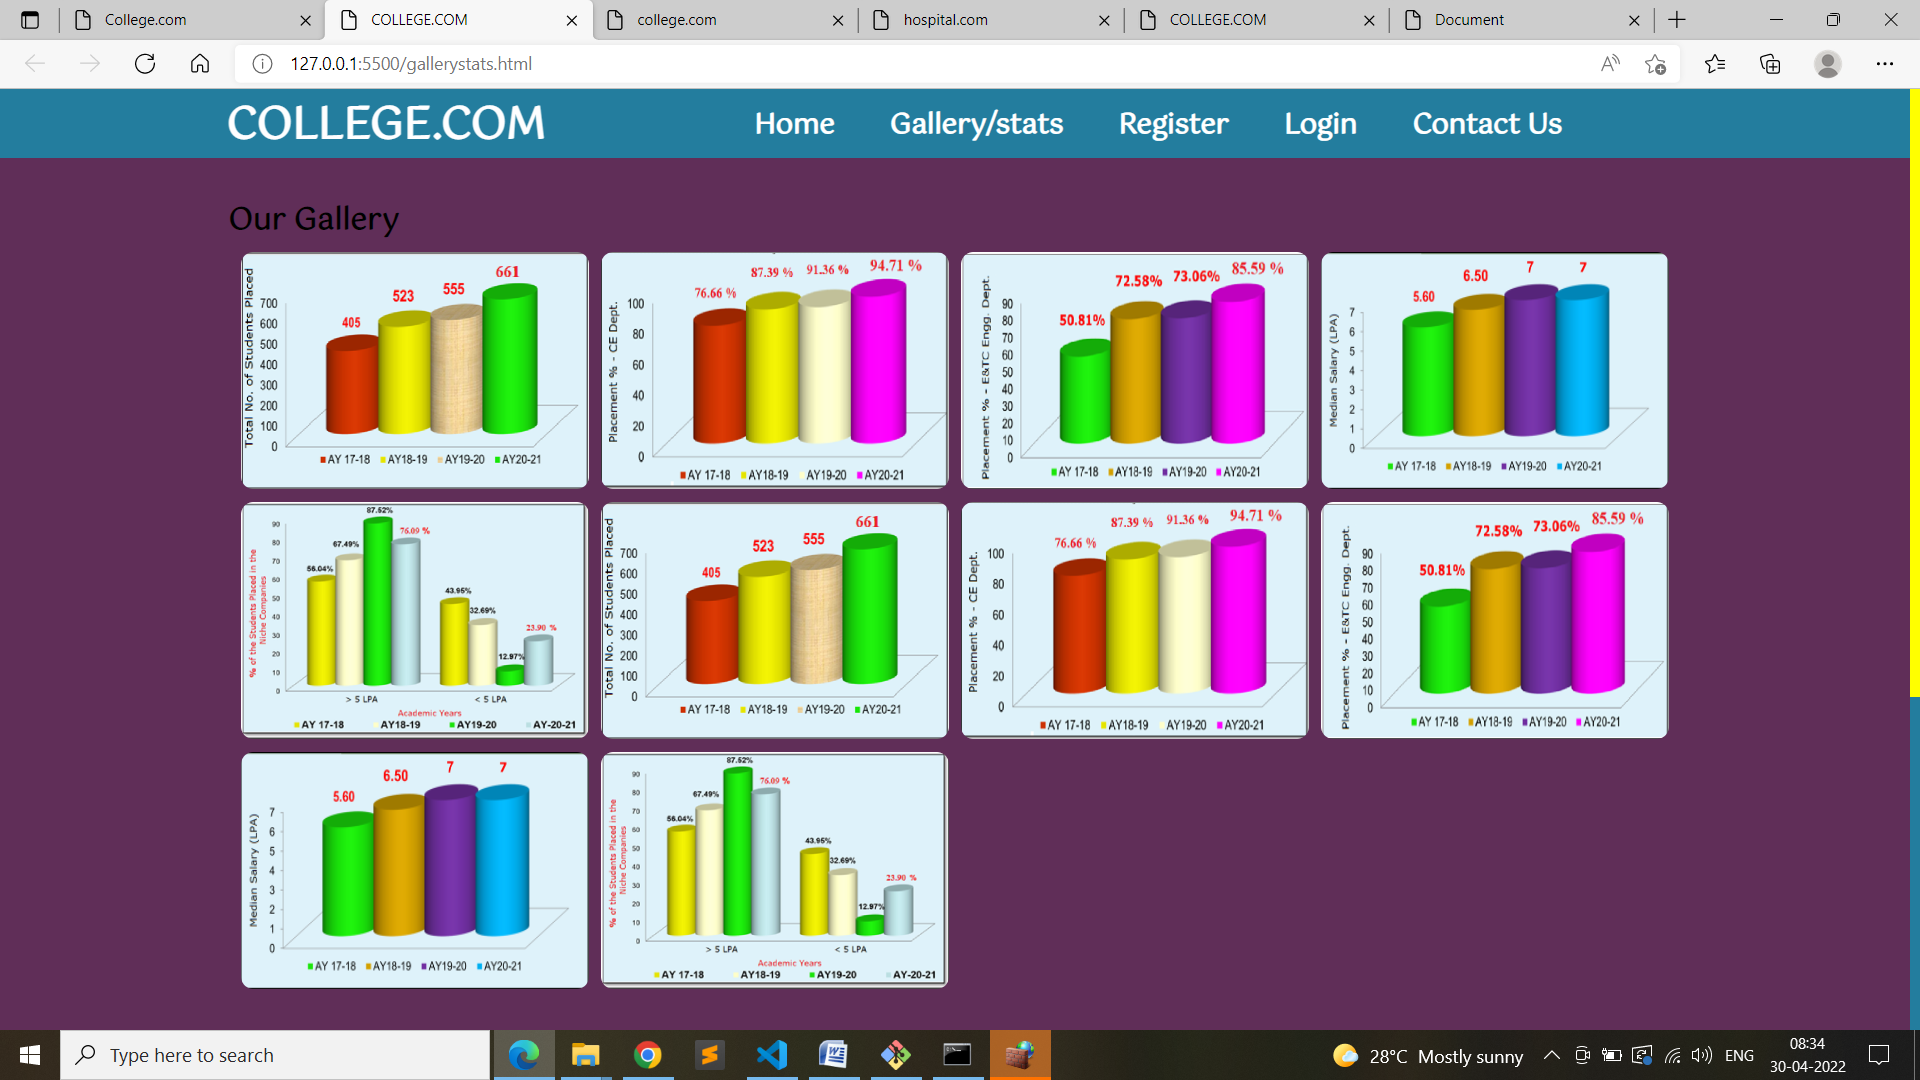 College.com
COLLEGE.COM
college.com
hospital.com
COLLEGE.COM
Document
127.0.0.1:5500/gallerystats.html
COLLEGE.COM
Home
Gallery/stats
Register
Login
Contact Us
Our Gallery
Total No. of Students Placed
700
600
500
400
300
200
100
0
405
523
555
661
AY 17-18 AY18-19 AY19-20 AY20-21
Placement % - CE Dept.
100
80
60
40
20
0
76.66 %
87.39 %
91.36 %
94.71 %
AY 17-18 AY18-19 AY19-20 AY20-21
Placement % - E&TC Engg. Dept.
90
80
70
60
50
40
30
20
10
0
50.81%
72.58%
73.06%
85.59 %
AY 17-18 AY18-19 AY19-20 AY20-21
Median Salary (LPA)
7
6
5
4
3
2
1
0
5.60
6.50
7
7
AY 17-18 AY18-19 AY19-20 AY20-21
% of the Students Placed in the
Niche Companies
90
80
70
60
50
40
30
20
10
0
56.04%
67.49%
87.52%
76.09 %
43.95%
32.69%
12.97%
23.90 %
> 5 LPA
< 5 LPA
Academic Years
AY 17-18 AY18-19 AY19-20 AY-20-21
Total No. of Students Placed
700
600
500
400
300
200
100
0
405
523
555
661
AY 17-18 AY18-19 AY19-20 AY20-21
Placement % - CE Dept.
100
80
60
40
20
0
76.66 %
87.39 %
91.36 %
94.71 %
AY 17-18 AY18-19 AY19-20 AY20-21
Placement % - E&TC Engg. Dept.
90
80
70
60
50
40
30
20
10
0
50.81%
72.58%
73.06%
85.59 %
AY 17-18 AY18-19 AY19-20 AY20-21
Median Salary (LPA)
7
6
5
4
3
2
1
0
5.60
6.50
7
7
AY 17-18 AY18-19 AY19-20 AY20-21
% of the Students Placed in the
Niche Companies
90
80
70
60
50
40
30
20
10
0
56.04%
67.49%
87.52%
76.09 %
43.95%
32.69%
12.97%
23.90 %
> 5 LPA
< 5 LPA
Academic Years
AY 17-18 AY18-19 AY19-20 AY-20-21
Type here to search
28°C Mostly sunny
ENG
08:34
30-04-2022